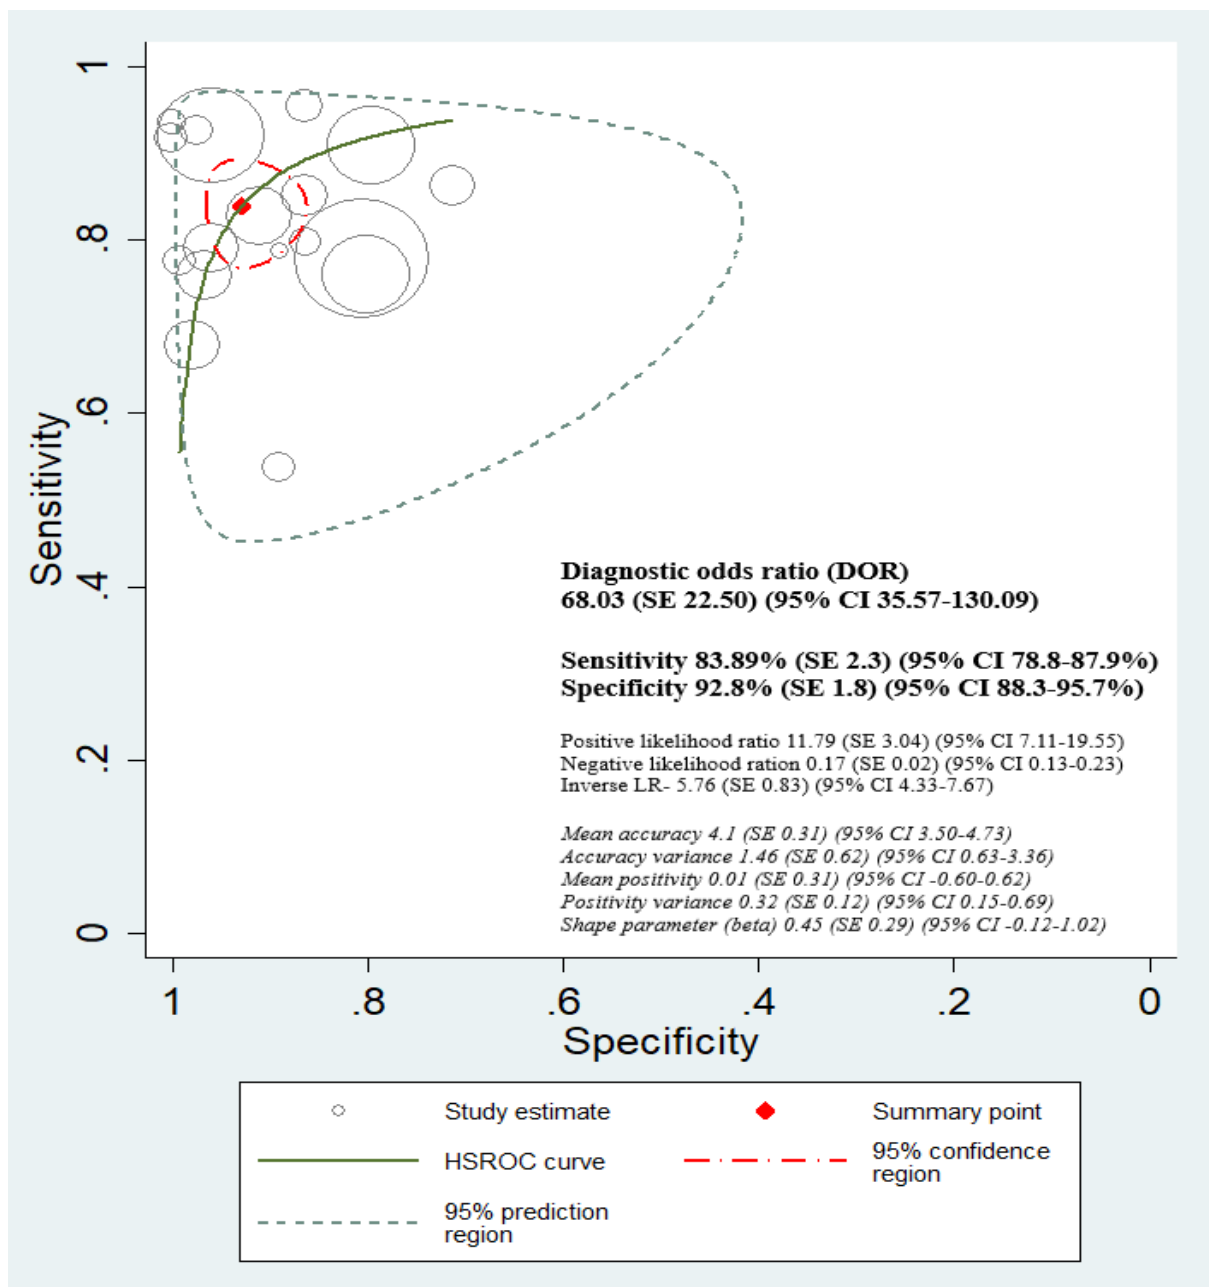 Sensitivity
1
.8
.6
.4
.2
0
Diagnostic odds ratio (DOR)
68.03 (SE 22.50) (95% CI 35.57-130.09)
Sensitivity 83.89% (SE 2.3) (95% CI 78.8-87.9%)
Specificity 92.8% (SE 1.8) (95% CI 88.3-95.7%)
Positive likelihood ratio 11.79 (SE 3.04) (95% CI 7.11-19.55)
Negative likelihood ration 0.17 (SE 0.02) (95% CI 0.13-0.23)
Inverse LR- 5.76 (SE 0.83) (95% CI 4.33-7.67)
Mean accuracy 4.1 (SE 0.31) (95% CI 3.50-4.73)
Accuracy variance 1.46 (SE 0.62) (95% CI 0.63-3.36)
Mean positivity 0.01 (SE 0.31) (95% CI -0.60-0.62)
Positivity variance 0.32 (SE 0.12) (95% CI 0.15-0.69)
Shape parameter (beta) 0.45 (SE 0.29) (95% CI -0.12-1.02)
1 .8 .6 .4 .2 0
Specificity
Study estimate
Summary point
HSROC curve
95% confidence
region
95% prediction
region